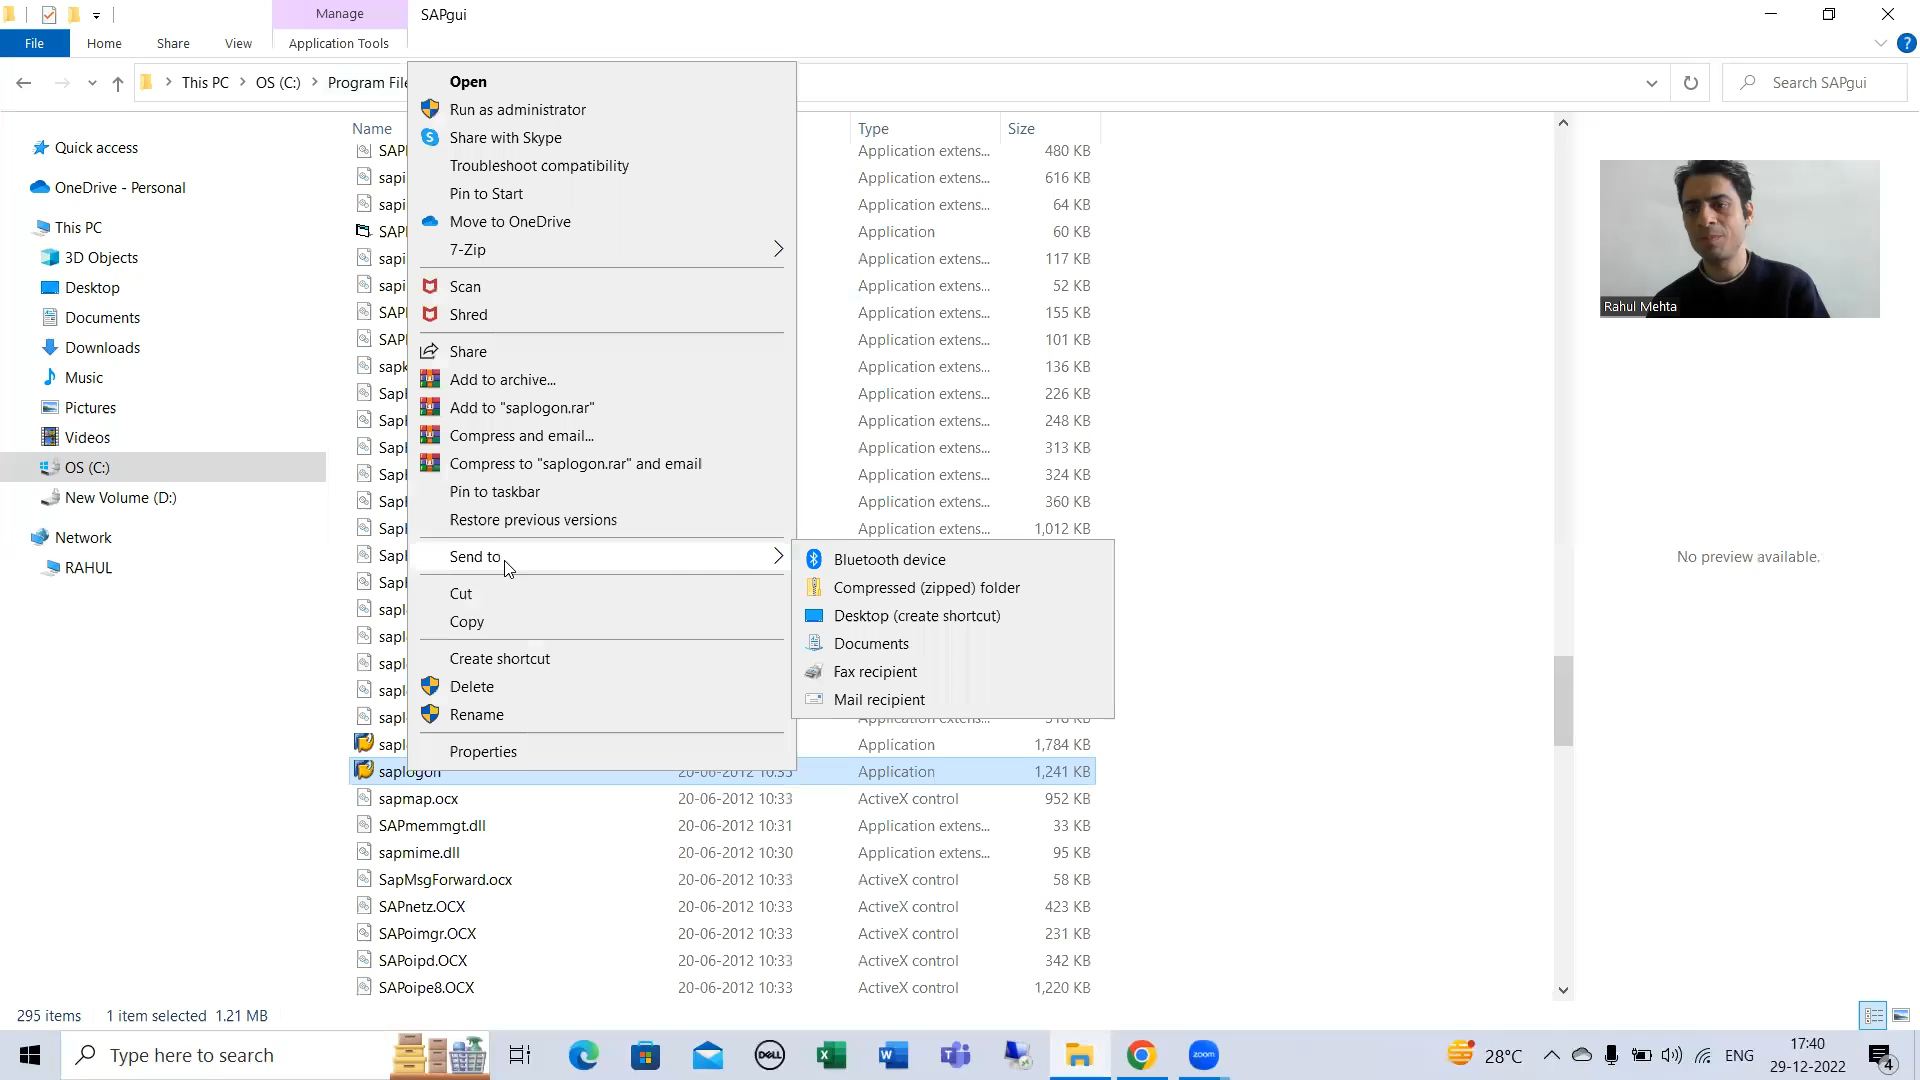 Manage
SAPgui
File
Home
Share
View
Application Tools
This PC
OS (C:)
Program File
Search SAPgui
Quick access
OneDrive - Personal
This PC
3D Objects
Desktop
Documents
Downloads
Music
Pictures
Videos
OS (C:)
New Volume (D:)
Network
RAHUL
Open
Run as administrator
Share with Skype
Troubleshoot compatibility
Pin to Start
Move to OneDrive
7-Zip
Scan
Shred
Share
Add to archive...
Add to "saplogon.rar"
Compress and email...
Compress to "saplogon.rar" and email
Pin to taskbar
Restore previous versions
Send to
Cut
Copy
Create shortcut
Delete
Rename
Properties
Bluetooth device
Compressed (zipped) folder
Desktop (create shortcut)
Documents
Fax recipient
Mail recipient
Name Type Size
Application extens... 480 KB
sapi Application extens... 616 KB
sapi Application extens... 64 KB
Application 60 KB
sapi Application extens... 117 KB
sapi Application extens... 52 KB
Application extens... 155 KB
Application extens... 101 KB
Application extens... 136 KB
Application extens... 226 KB
Application extens... 248 KB
Application extens... 313 KB
Application extens... 324 KB
Application extens... 360 KB
Application extens... 1,012 KB
sapl Application 1,784 KB
saplogon 20-06-2012 10:33 Application 1,241 KB
sapmap.ocx 20-06-2012 10:33 ActiveX control 952 KB
SAPmemmgt.dll 20-06-2012 10:31 Application extens... 33 KB
sapmime.dll 20-06-2012 10:30 Application extens... 95 KB
SapMsgForward.ocx 20-06-2012 10:33 ActiveX control 58 KB
SAPnetz.OCX 20-06-2012 10:33 ActiveX control 423 KB
SAPoimgr.OCX 20-06-2012 10:33 ActiveX control 231 KB
SAPoipd.OCX 20-06-2012 10:33 ActiveX control 342 KB
SAPoipe8.OCX 20-06-2012 10:33 ActiveX control 1,220 KB
Rahul Mehta
No preview available.
295 items 1 item selected 1.21 MB
Type here to search
DELL
zoom
28°C
ENG
17:40
29-12-2022
4